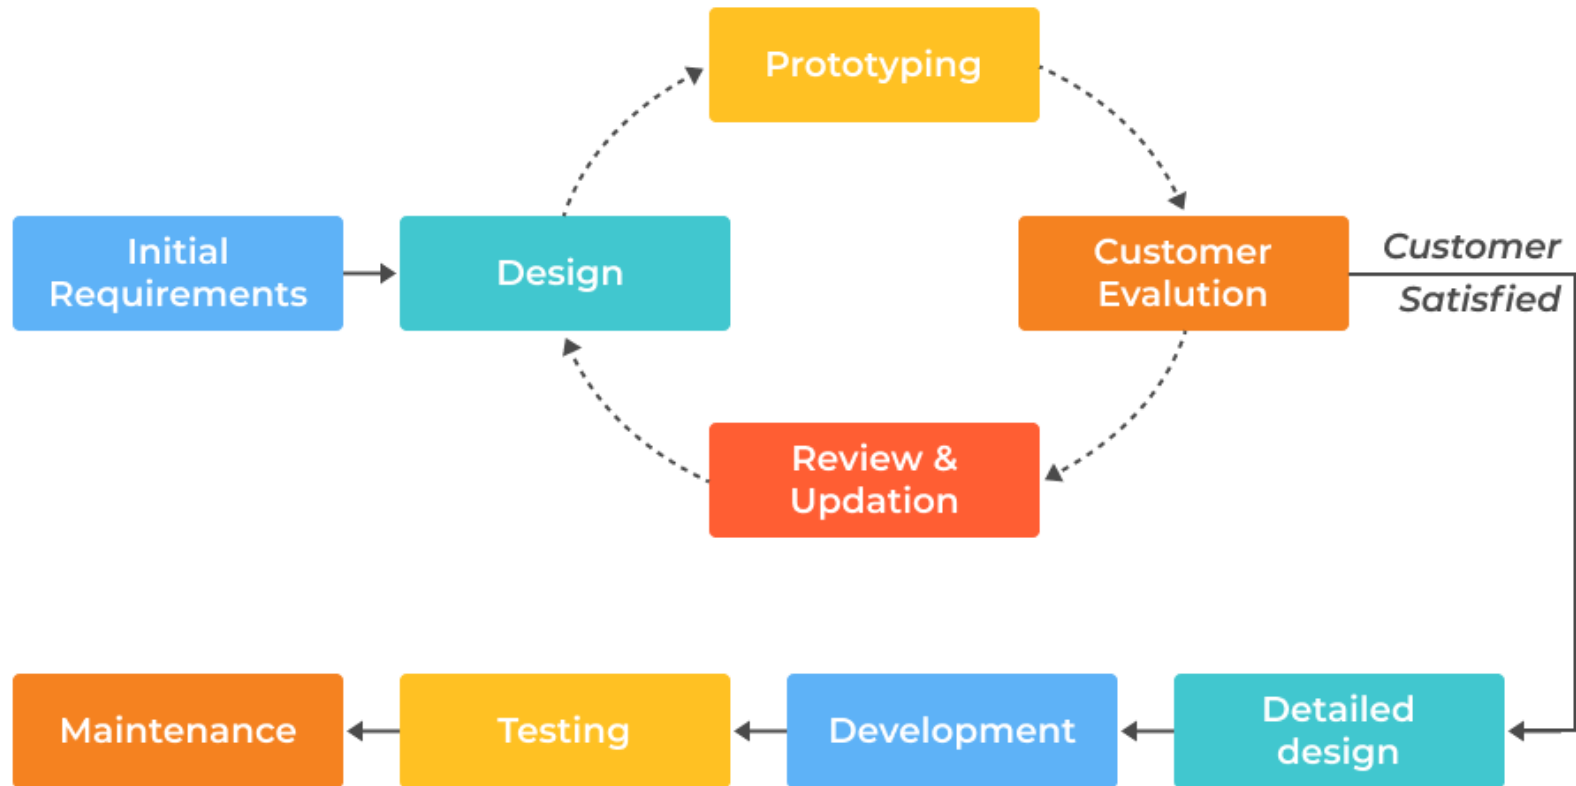 Prototyping
Initial
Requirements
Design
Customer
Evalution
Customer
Satisfied
Review &
Updation
Maintenance
Testing
Development
Detailed
design